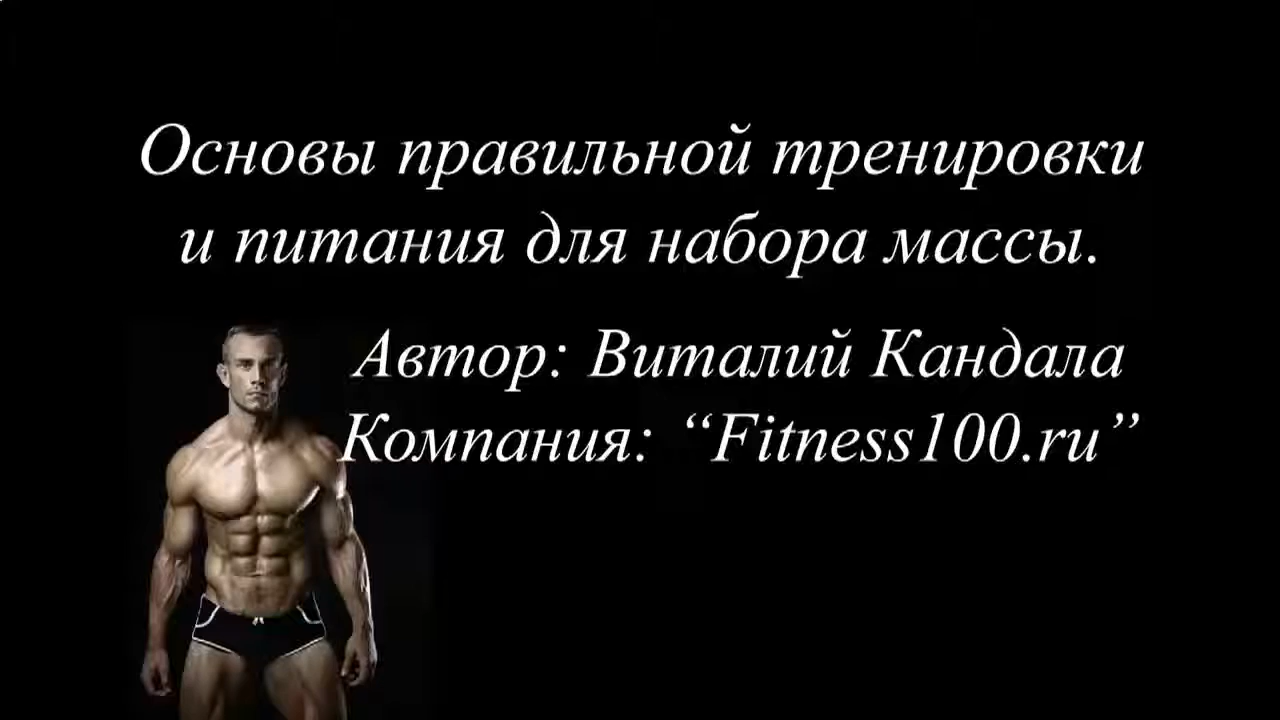 Основы правильной тренировки
и питания для набора массы.
Автор: Виталий Кандала
Компания: “Fitness100.ru”